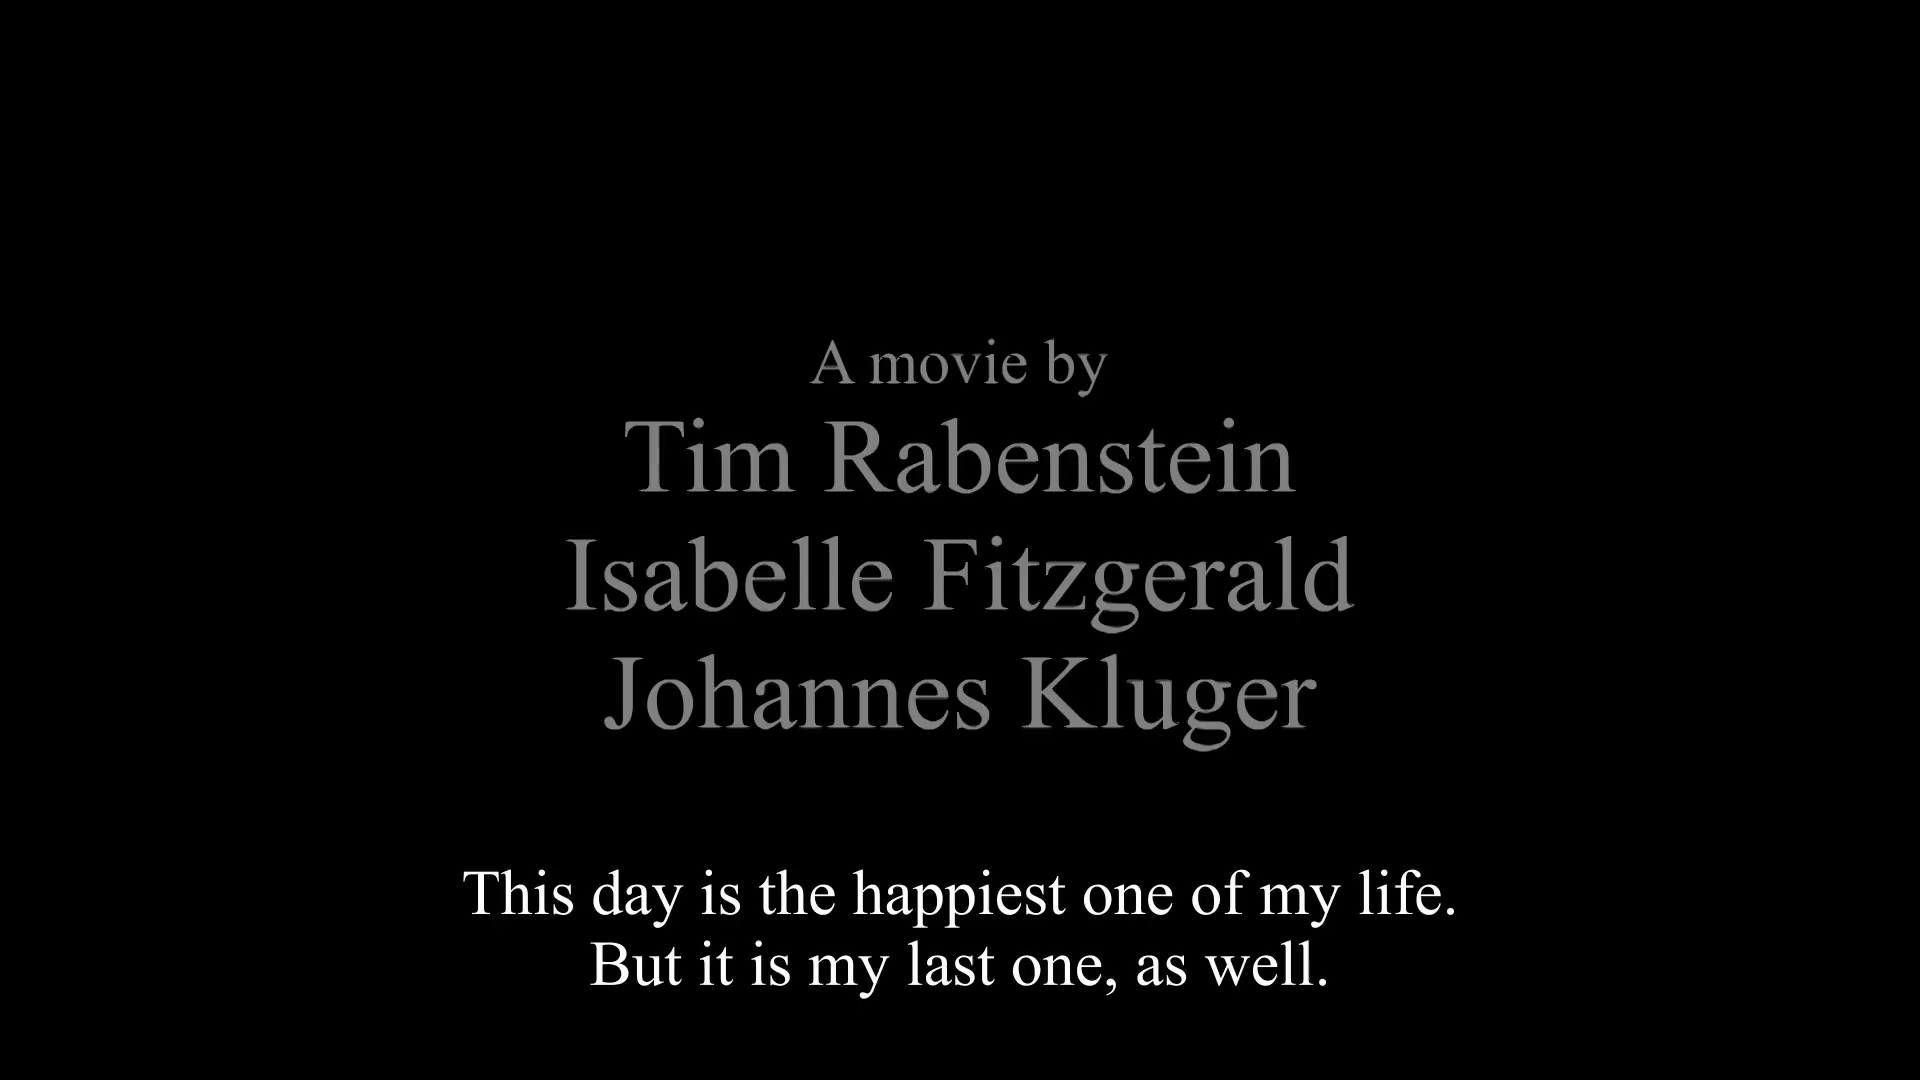 A movie by
Tim Rabenstein
Isabelle Fitzgerald
Johannes Kluger
This day is the happiest one of my life.
But it is my last one, as well.